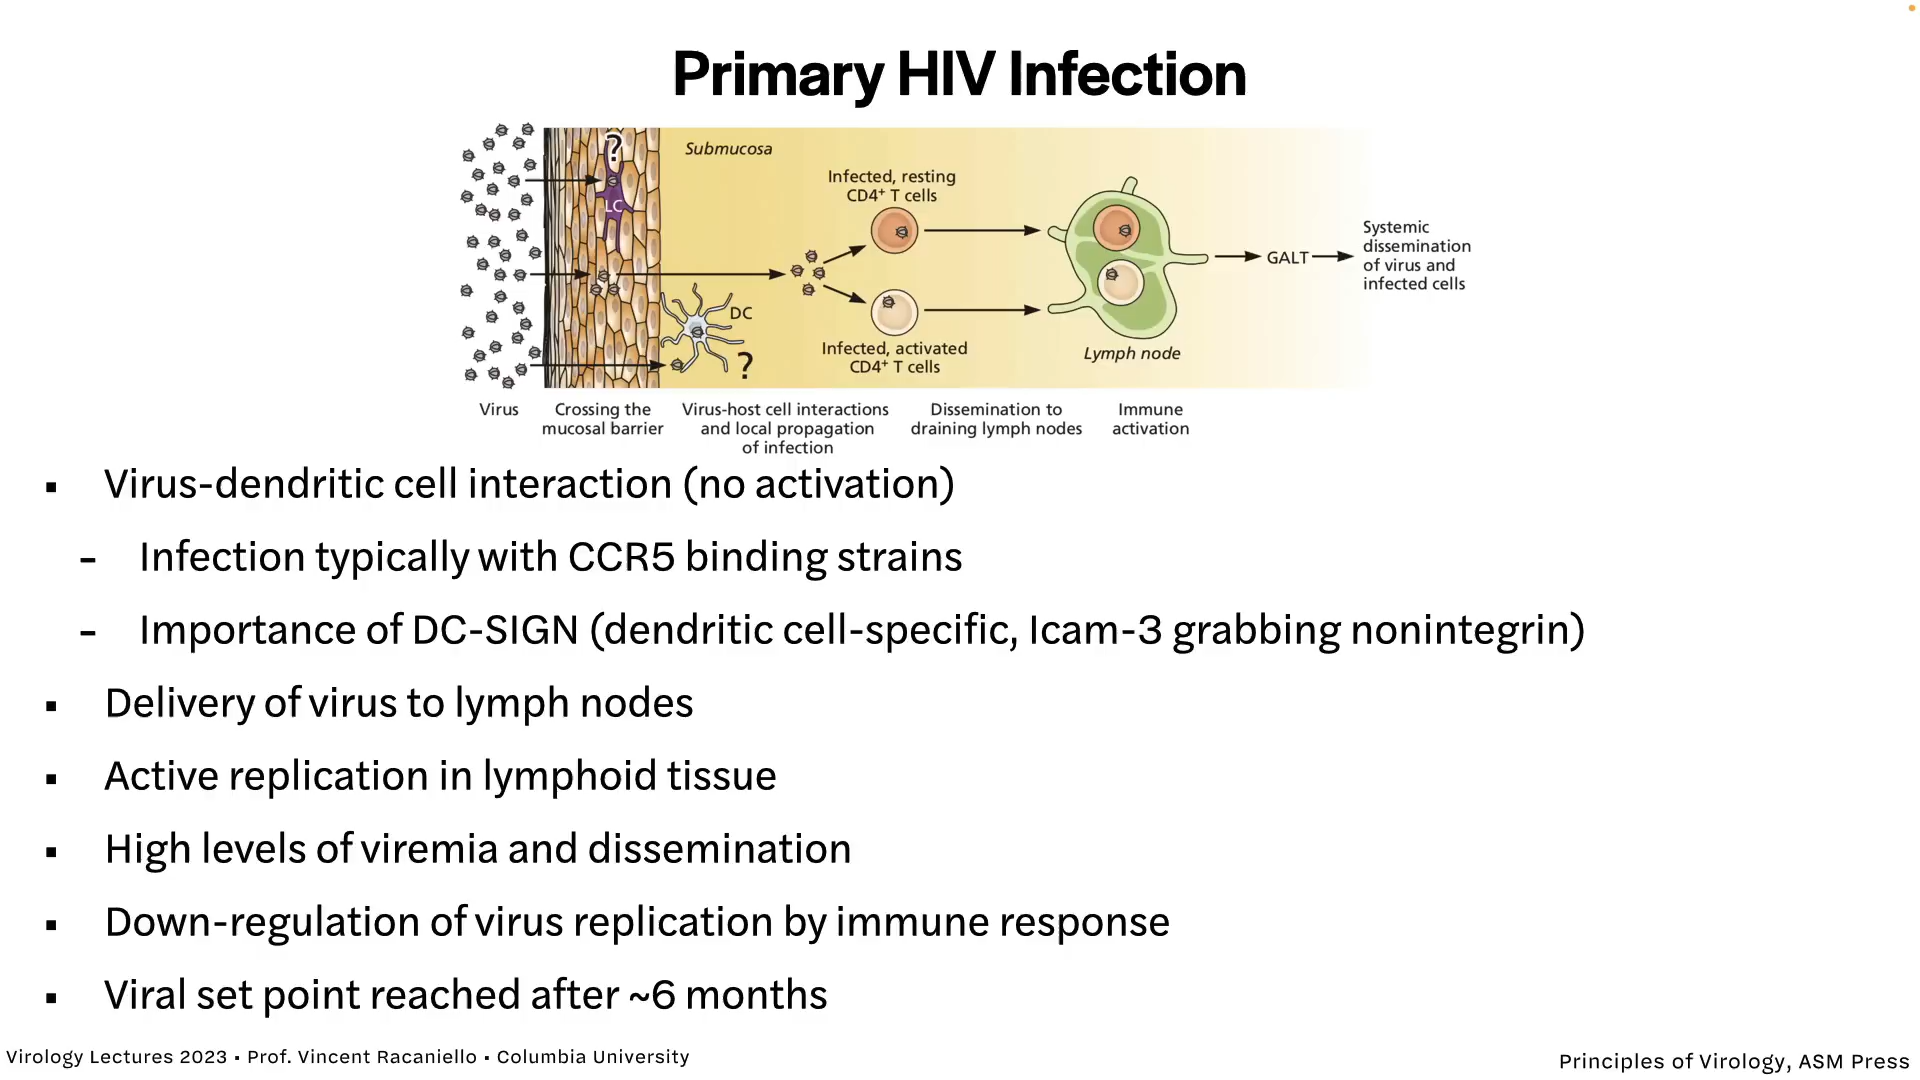 Primary HIV Infection
?
LC
Submucosa
DC
?
Infected, resting
CD4⁺ T cells
Infected, activated
CD4⁺ T cells
Lymph node
GALT
Systemic
dissemination
of virus and
infected cells
Virus
Crossing the
mucosal barrier
Virus-host cell interactions
and local propagation
of infection
Dissemination to
draining lymph nodes
Immune
activation
▪ Virus-dendritic cell interaction (no activation)
- Infection typically with CCR5 binding strains
- Importance of DC-SIGN (dendritic cell-specific, Icam-3 grabbing nonintegrin)
▪ Delivery of virus to lymph nodes
▪ Active replication in lymphoid tissue
▪ High levels of viremia and dissemination
▪ Down-regulation of virus replication by immune response
▪ Viral set point reached after ~6 months
Virology Lectures 2023 • Prof. Vincent Racaniello • Columbia University
Principles of Virology, ASM Press